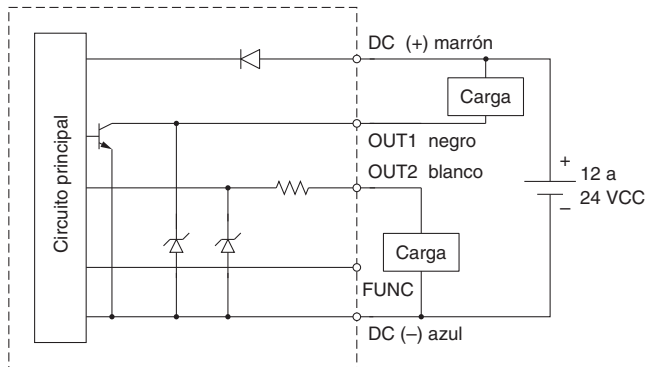 DC (+) marrón
Carga
OUT1 negro
OUT2 blanco
Circuito principal
+
12 a
24 VCC
–
Carga
FUNC
DC (–) azul